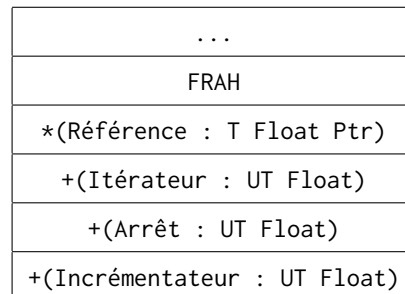 ...
FRAH
*(Référence : T Float Ptr)
+(Itérateur : UT Float)
+(Arrêt : UT Float)
+(Incrémentateur : UT Float)